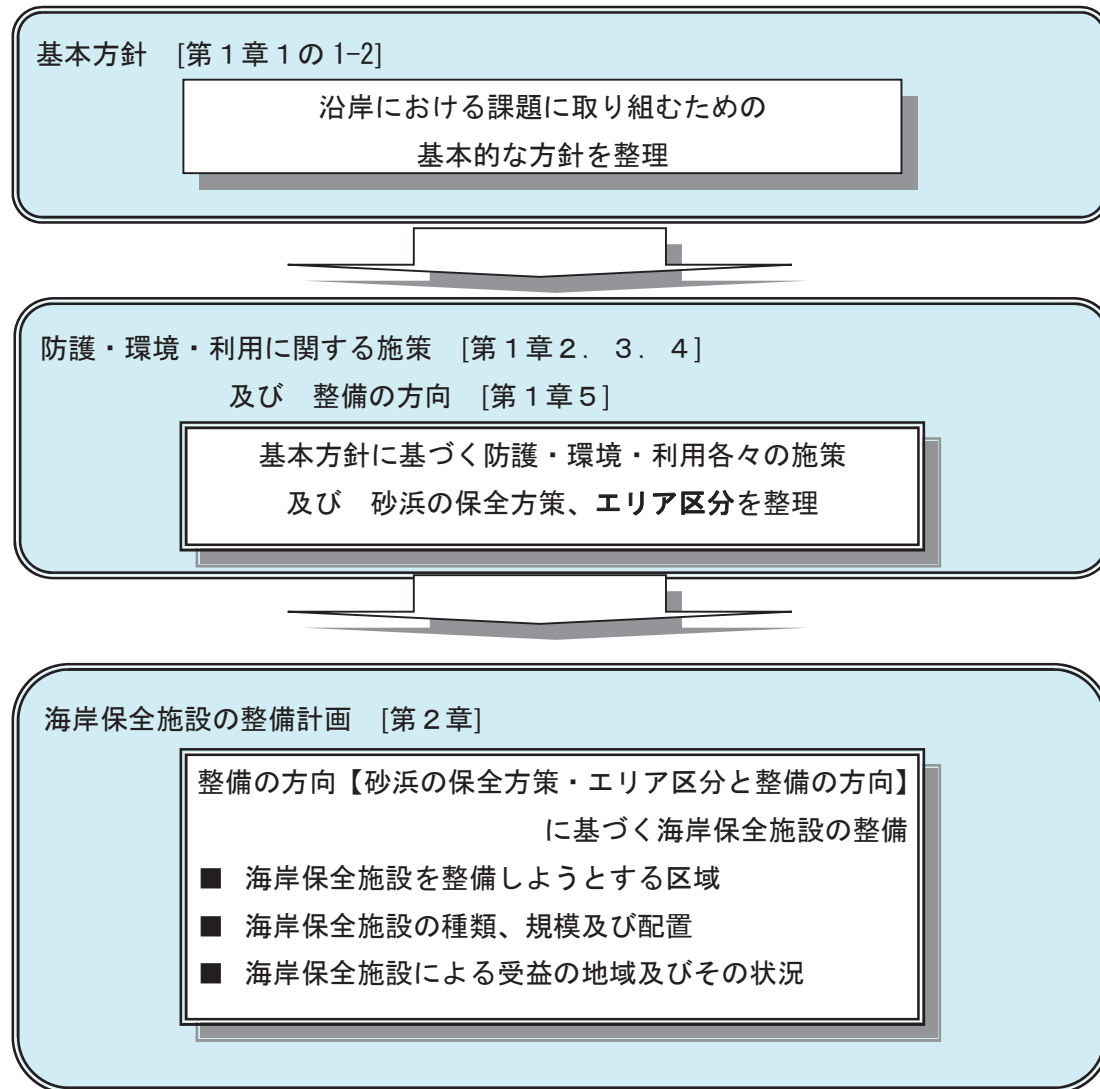 基本方針　[第１章１の 1-2]
沿岸における課題に取り組むための
基本的な方針を整理
防護・環境・利用に関する施策　[第１章２．３．４]
及び　整備の方向　[第１章５]
基本方針に基づく防護・環境・利用各々の施策
及び　砂浜の保全方策、エリア区分を整理
海岸保全施設の整備計画　[第２章]
整備の方向【砂浜の保全方策・エリア区分と整備の方向】
に基づく海岸保全施設の整備
■　海岸保全施設を整備しようとする区域
■　海岸保全施設の種類、規模及び配置
■　海岸保全施設による受益の地域及びその状況